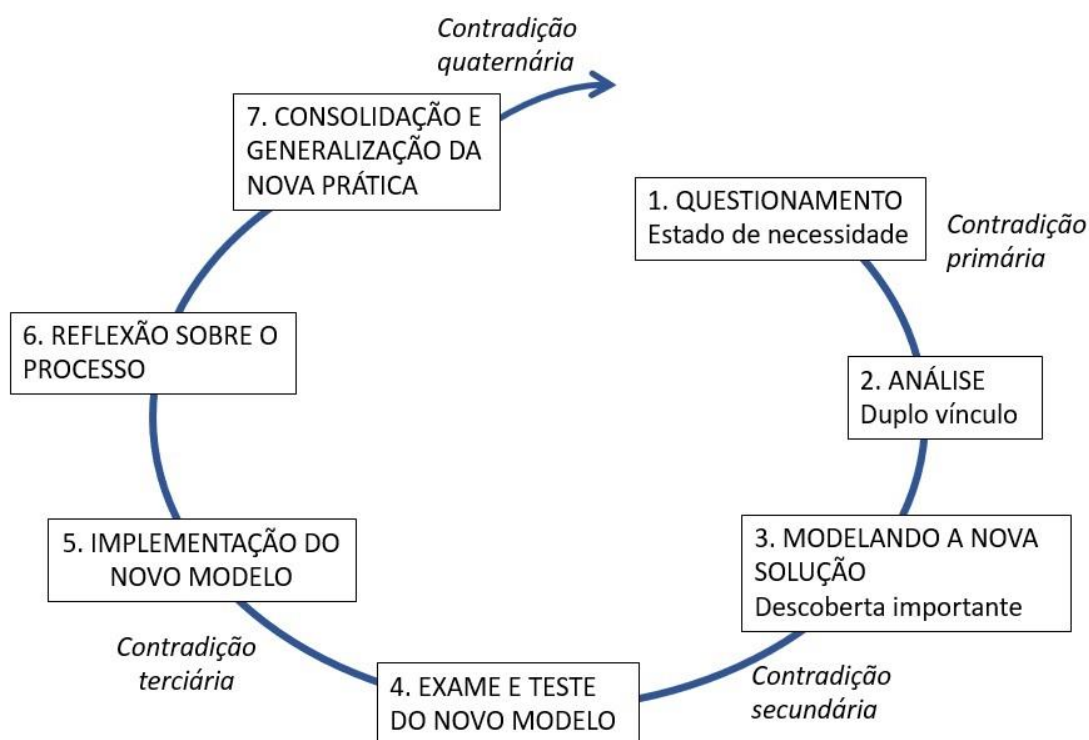 Contradição
quaternária
7. CONSOLIDAÇÃO E
GENERALIZAÇÃO DA
NOVA PRÁTICA
1. QUESTIONAMENTO
Estado de necessidade
Contradição
primária
2. ANÁLISE
Duplo vínculo
3. MODELANDO A NOVA
SOLUÇÃO
Descoberta importante
Contradição
secundária
4. EXAME E TESTE
DO NOVO MODELO
Contradição
terciária
5. IMPLEMENTAÇÃO DO
NOVO MODELO
6. REFLEXÃO SOBRE O
PROCESSO